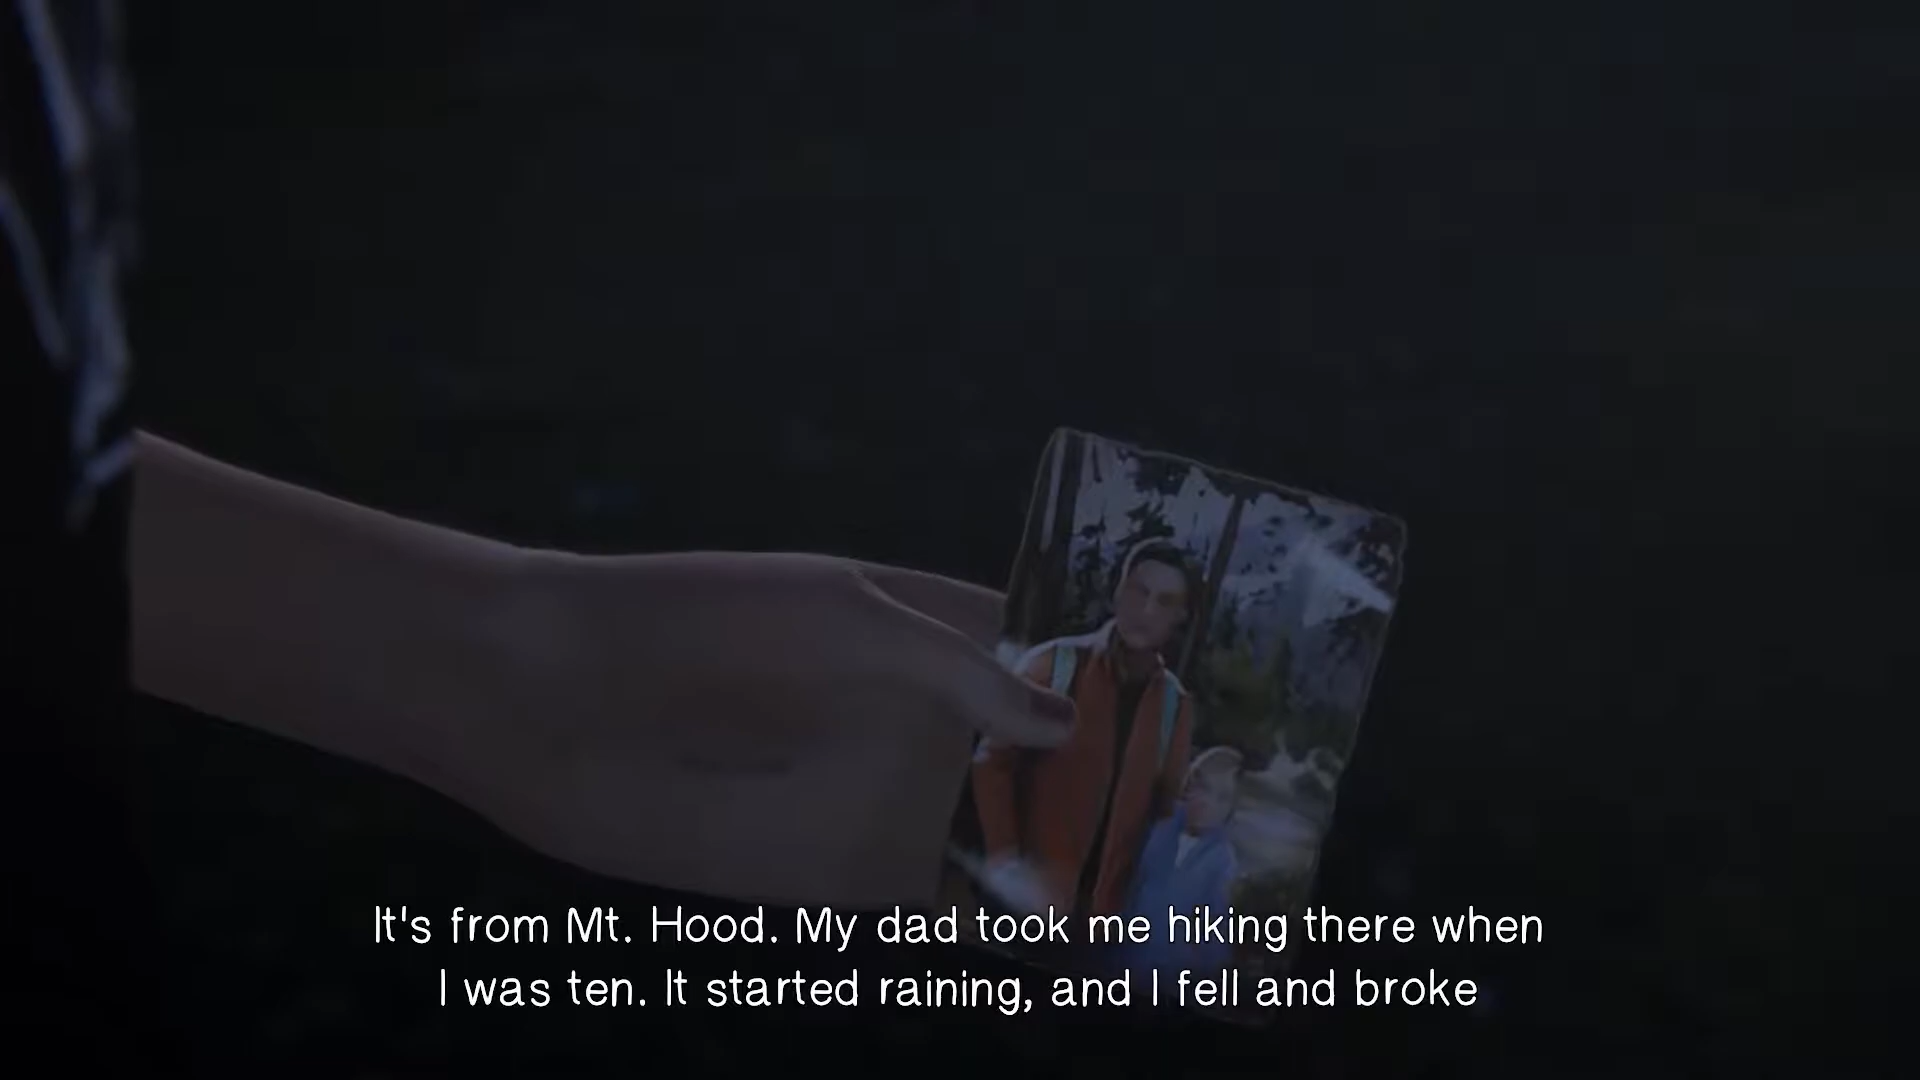 It's from Mt. Hood. My dad took me hiking there when
I was ten. It started raining, and I fell and broke